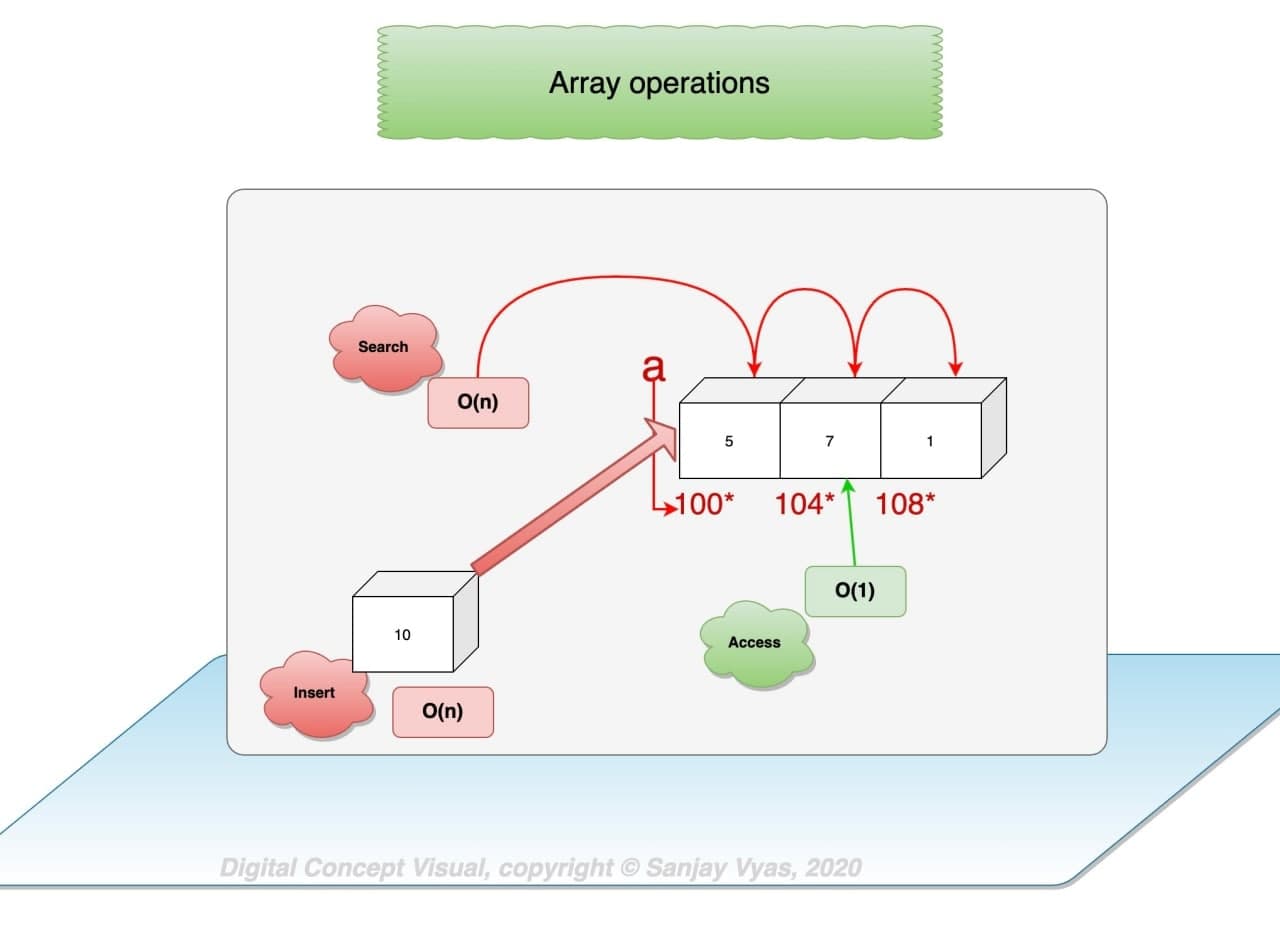 Array operations
Search
O(n)
a
5 7 1
100* 104* 108*
O(1)
Access
10
Insert
O(n)
Digital Concept Visual, copyright © Sanjay Vyas, 2020